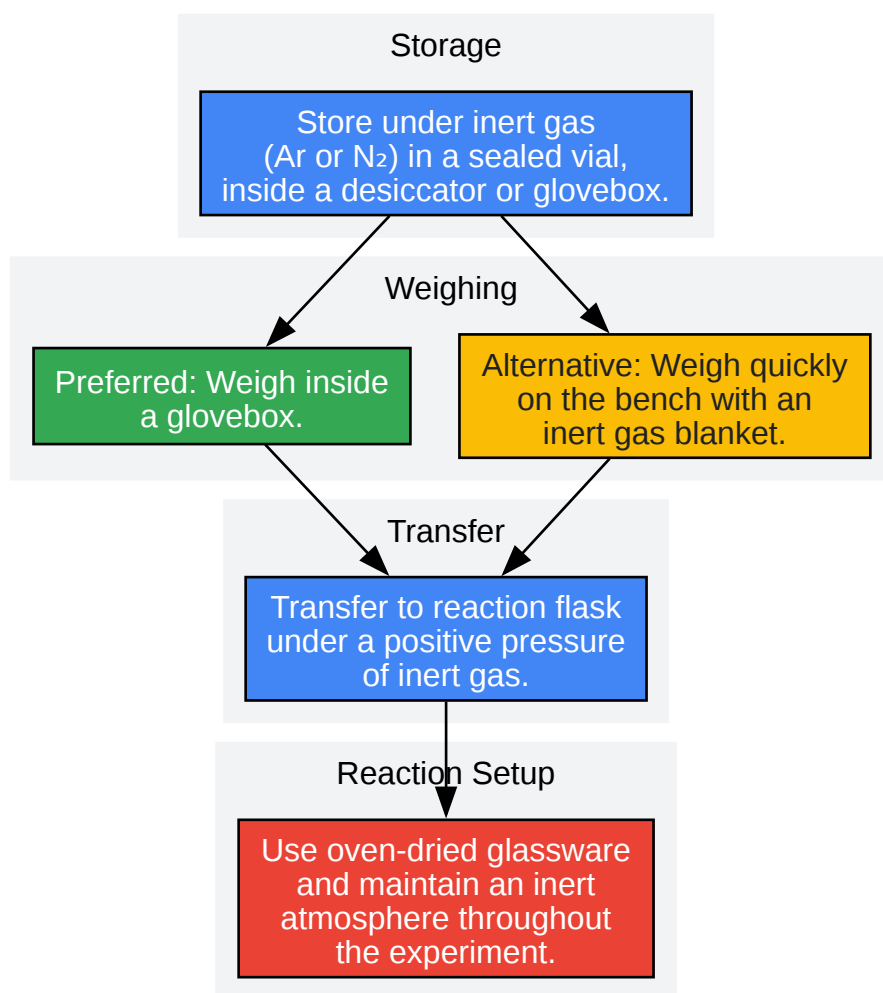 Storage
Store under inert gas
(Ar or N₂) in a sealed vial,
inside a desiccator or glovebox.
Weighing
Preferred: Weigh inside
a glovebox.
Alternative: Weigh quickly
on the bench with an
inert gas blanket.
Transfer
Transfer to reaction flask
under a positive pressure
of inert gas.
Reaction Setup
Use oven-dried glassware
and maintain an inert
atmosphere throughout
the experiment.